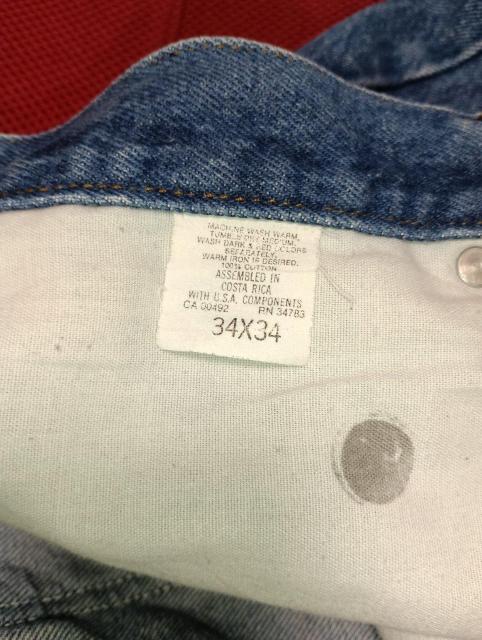 MACHINE WASH WARM,
TUMBLE DRY MEDIUM,
WASH DARK & RED COLORS
SEPARATELY.
WARM IRON IF DESIRED.
100% COTTON
ASSEMBLED IN
COSTA RICA
WITH U.S.A. COMPONENTS
CA 00492 RN 34783
34X34